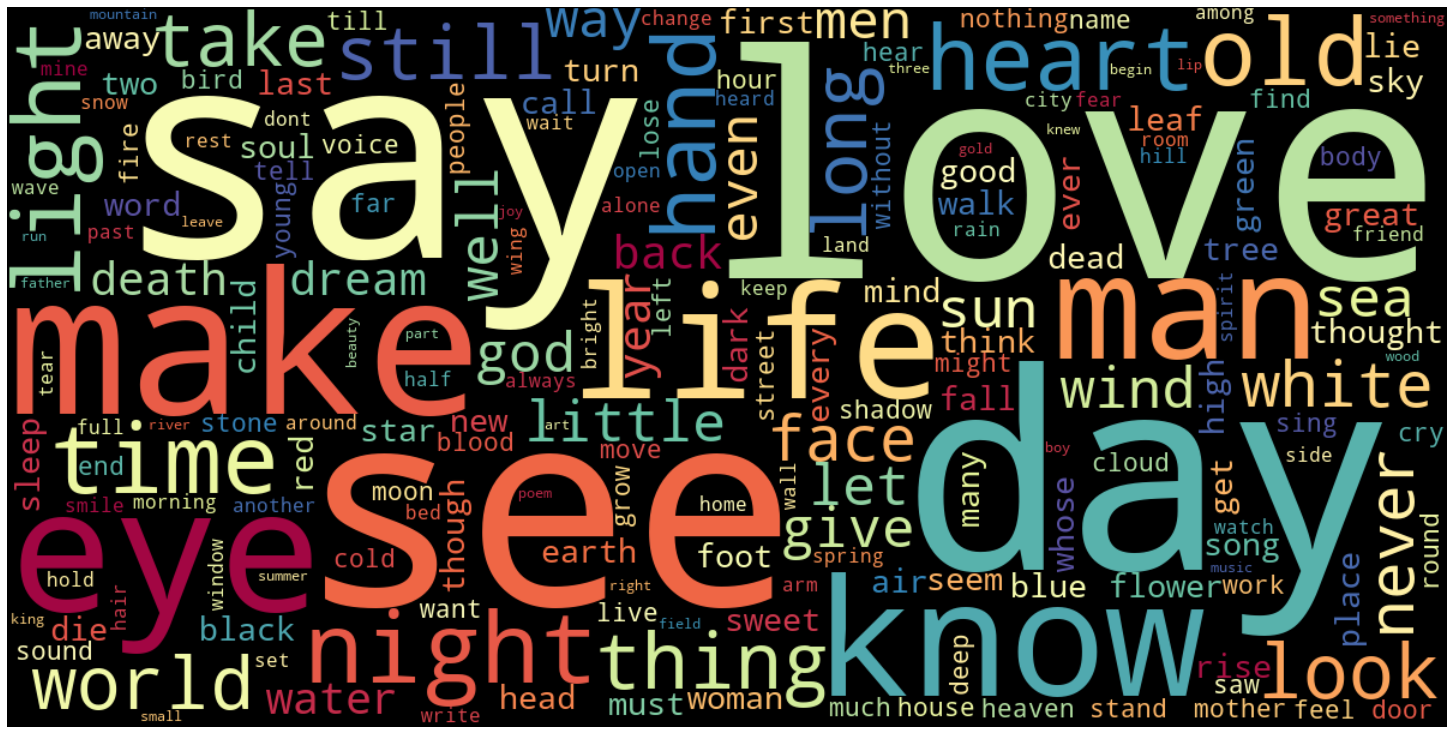 mountain
away
take
till
still
way
change
first
men
nothing
name
among
something
light
mine
two
bird
last
turn
hand
hour
hear
three
heart
begin
lip
old
lie
sky
snow
fire
dont
people
call
wait
lose
heard
long
city
fear
find
say
love
rest
soul
voice
tell
open
even
without
knew
leaf
room
hill
gold
good
ever
green
body
wave
word
young
far
well
joy
alone
walk
rain
great
friend
past
leave
run
wing
back
land
tree
father
death
dream
year
left
keep
mind
sun
dead
man
spirit
sea
make
child
beauty
part
god
bright
life
dark
think
thought
tear
half
always
street
every
might
high
wood
white
full
river
stone
around
star
new
art
little
shadow
fall
wind
sleep
time
red
blood
move
face
boy
sing
side
cry
end
see
wall
let
day
many
cloud
get
never
smile
morning
another
moon
bed
poem
grow
home
whose
watch
song
music
round
eye
hold
window
summer
cold
though
earth
foot
give
spring
hair
right
arm
air
seem
blue
flower
work
place
king
die
black
want
live
field
sweet
know
sound
set
night
thing
deep
rise
saw
look
world
water
head
must
woman
much
house
heaven
stand
mother
feel
door
small
write